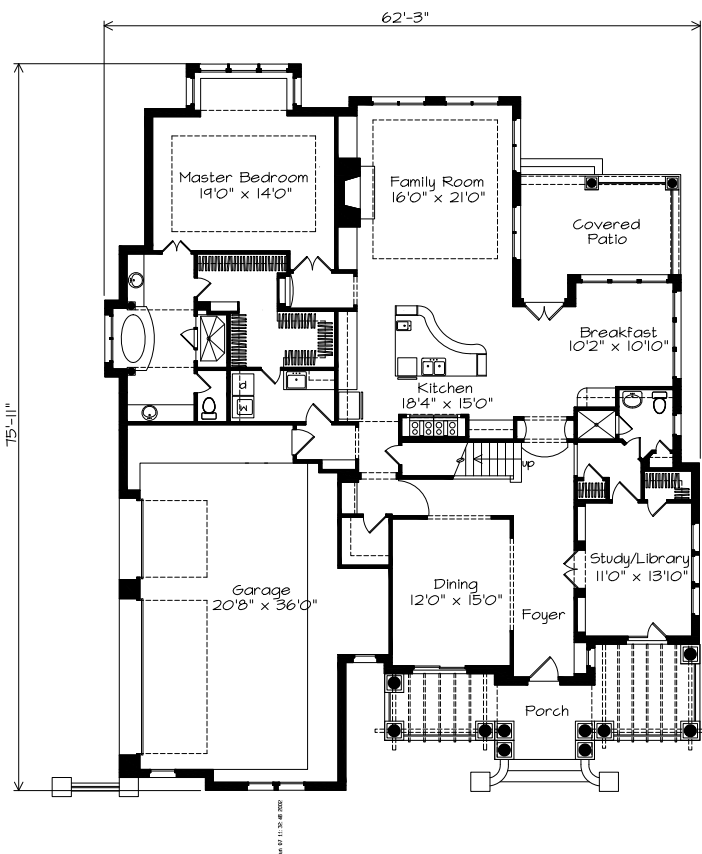 62'-3"
75'-11"
Master Bedroom
19'0" x 14'0"
Family Room
16'0" x 21'0"
Covered
Patio
Breakfast
10'2" x 10'10"
Kitchen
18'4" x 15'0"
D
W
up
Study/Library
11'0" x 13'10"
Garage
20'8" x 36'0"
Dining
12'0" x 15'0"
Foyer
Porch